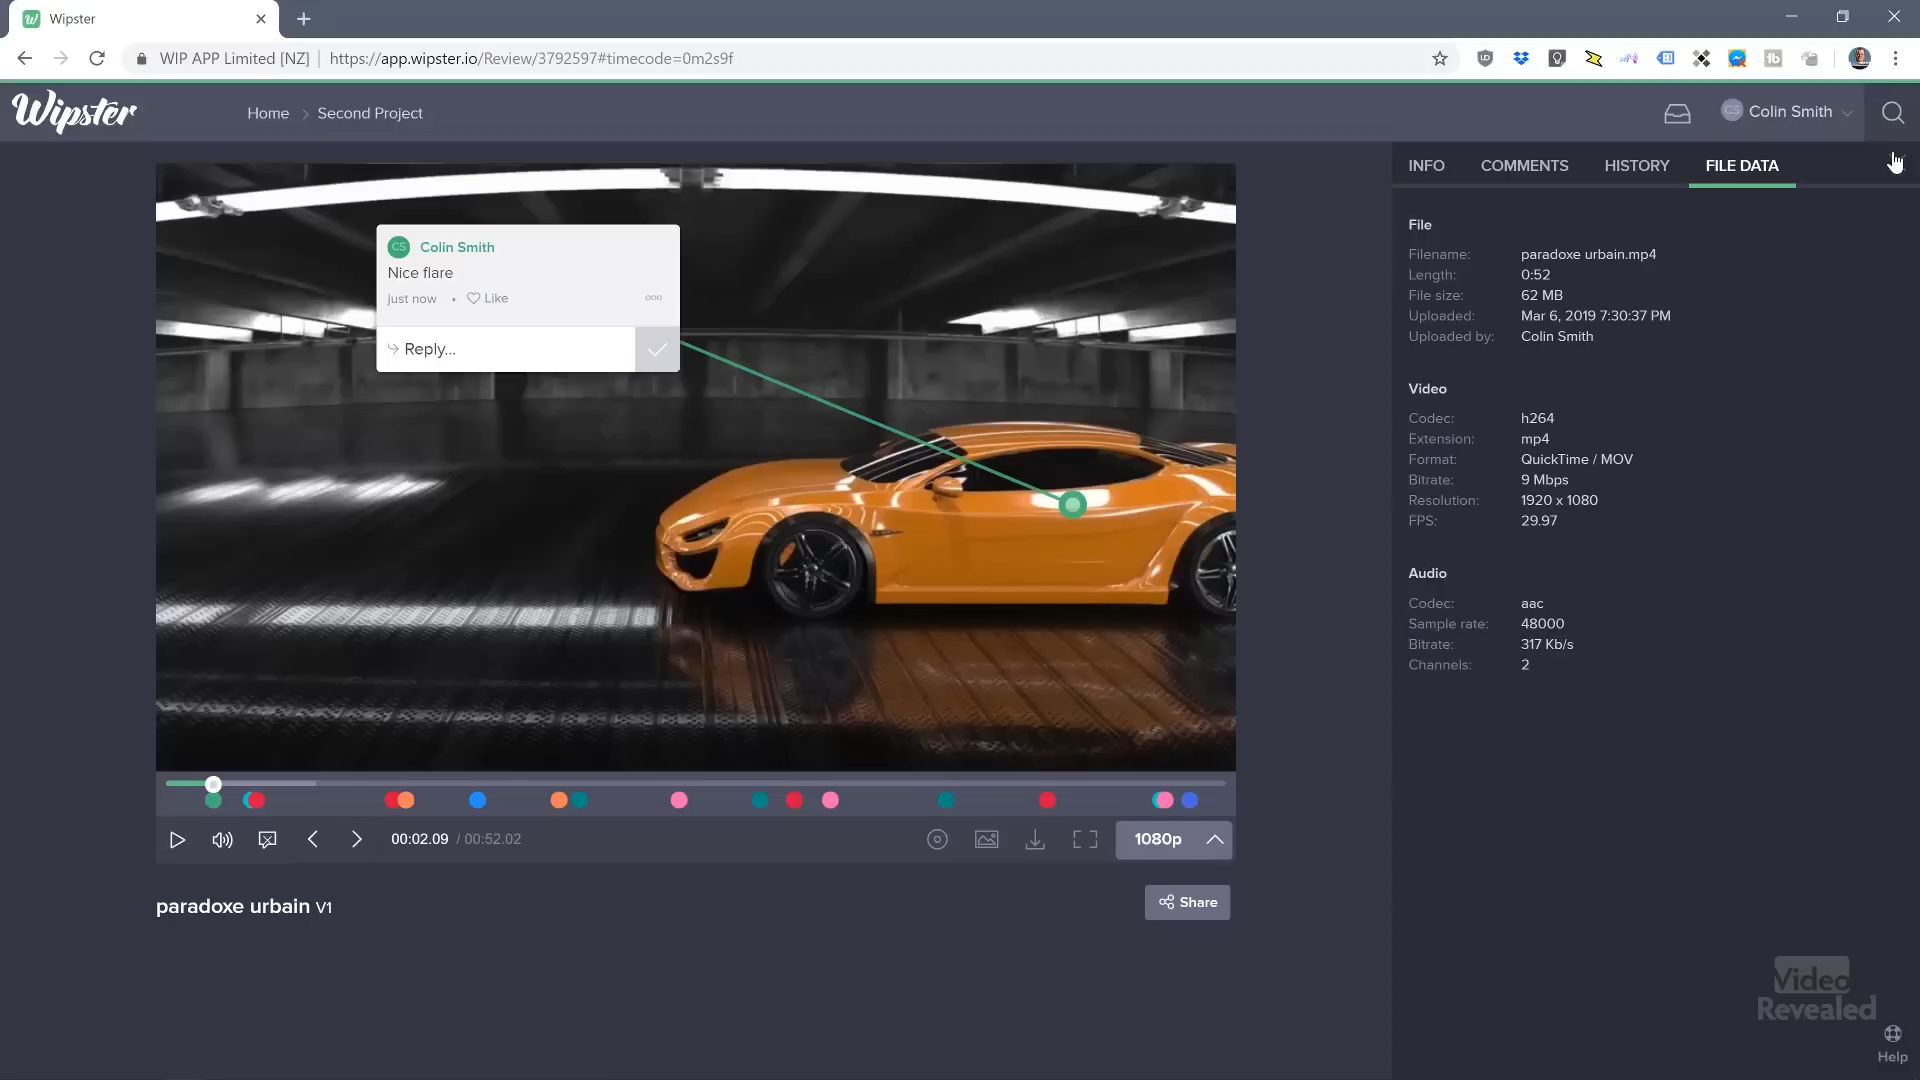 Wipster
WIP APP Limited [NZ] https://app.wipster.io/Review/3792597#timecode=0m2s9f
Wipster
Home > Second Project
CS Colin Smith
INFO COMMENTS HISTORY FILE DATA
CS Colin Smith
Nice flare
just now • Like
Reply...
File
Filename: paradoxe urbain.mp4
Length: 0:52
File size: 62 MB
Uploaded: Mar 6, 2019 7:30:37 PM
Uploaded by: Colin Smith
Video
Codec: h264
Extension: mp4
Format: QuickTime / MOV
Bitrate: 9 Mbps
Resolution: 1920 x 1080
FPS: 29.97
Audio
Codec: aac
Sample rate: 48000
Bitrate: 317 Kb/s
Channels: 2
00:02.09 / 00:52.02
1080p
paradoxe urbain V1
Share
Video
Revealed
Help